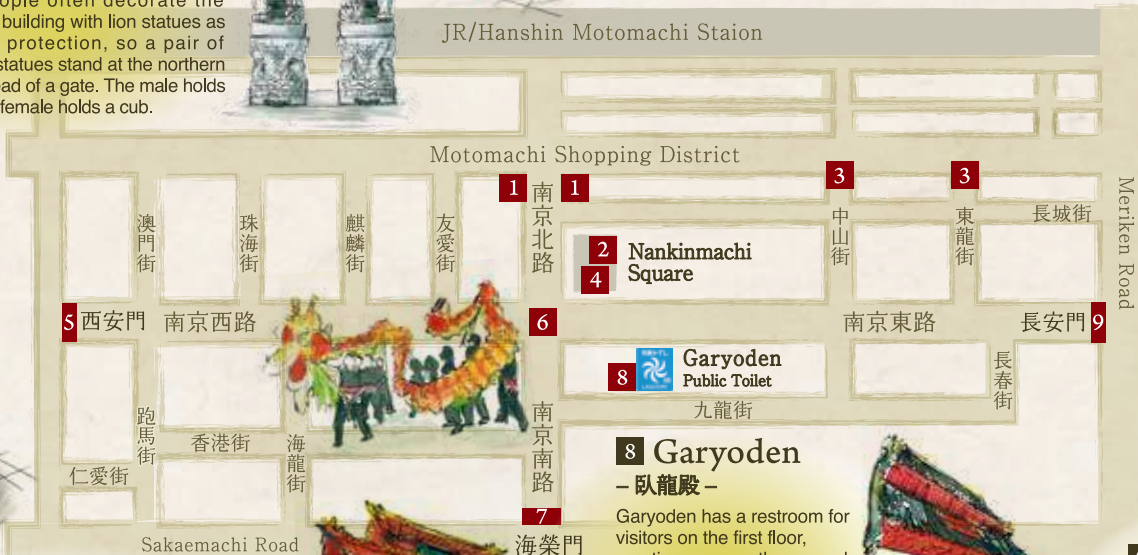 ople often decorate the
building with lion statues as
protection, so a pair of
statues stand at the northern
ead of a gate. The male holds
female holds a cub.
JR/Hanshin Motomachi Staion
Motomachi Shopping District
1
南京北路
1
3
3
Meriken Road
澳門街
珠海街
麒麟街
友愛街
中山街
東龍街
長城街
2
4
Nankinmachi
Square
5
西安門
南京西路
6
南京東路
長安門
9
8
Garyoden
Public Toilet
長春街
九龍街
跑馬街
香港街
海龍街
仁愛街
南京南路
7
海榮門
Sakaemachi Road
8 Garyoden
– 臥龍殿 –
Garyoden has a restroom for
visitors on the first floor,